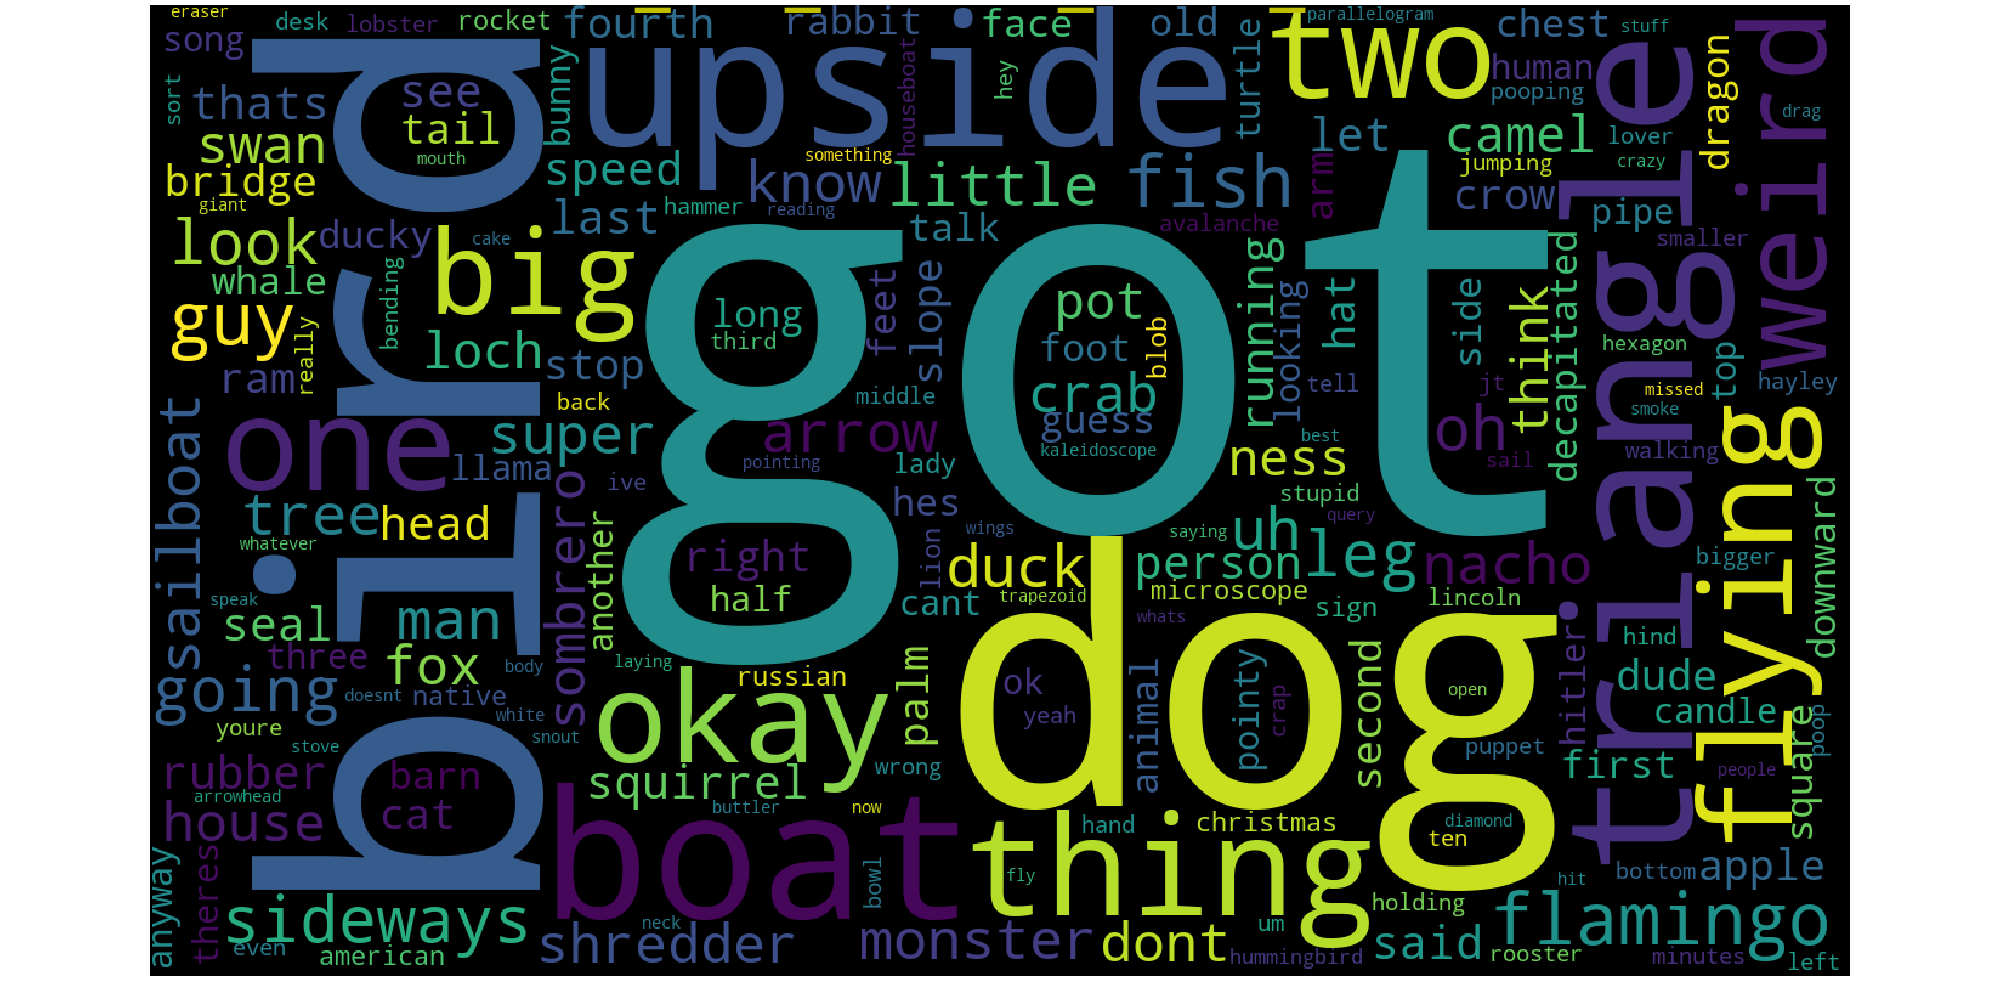 got
dog
bird
upside
triangle
boat
thing
okay
two
big
weird
flying
one
eraser
desk
lobster
rocket
fourth
rabbit
face
old
parallelogram
chest
stuff
song
sort
thats
see
tail
mouth
bunny
houseboat
hey
turtle
human
pooping
let
camel
lover
crazy
drag
dragon
swan
bridge
giant
speed
something
know
little
fish
arm
jumping
crow
pipe
hammer
reading
last
talk
avalanche
smaller
look
ducky
cake
whale
bending
guy
really
loch
stop
ram
back
long
third
feet
slope
pot
foot
blob
crab
guess
kaleidoscope
running
looking
hat
side
think
decapitated
hexagon
top
hayley
tell
jt
missed
smoke
middle
super
arrow
pointing
llama
ive
lady
best
ness
oh
sail
walking
sailboat
tree
head
whatever
sombrero
another
hes
stupid
query
wings
saying
uh
leg
nacho
bigger
downward
right
half
lion
duck
person
microscope
trapezoid
cant
whats
sign
lincoln
speak
seal
man
three
fox
body
laying
russian
palm
ok
yeah
animal
pointy
crap
second
open
hitler
hind
dude
candle
square
poop
going
doesnt
native
white
snout
youre
stove
puppet
first
people
rubber
barn
cat
arrowhead
house
squirrel
wrong
buttler
now
hand
christmas
ten
diamond
anyway
theres
sideways
even
american
shredder
neck
bowl
monster
fly
dont
um
hummingbird
holding
said
hit
rooster
bottom
apple
flamingo
minutes
left